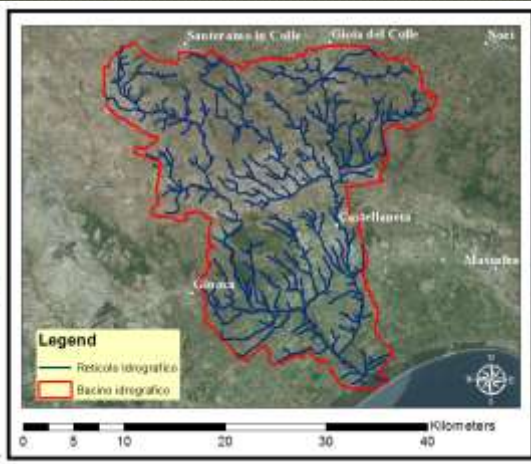 Santeramo in Colle
Gioia del Colle
Noci
Castellaneta
Massafra
Ginosa
Legend
Reticolo idrografico
Bacino idrografico
N
S
Kilometers
0 5 10 20 30 40